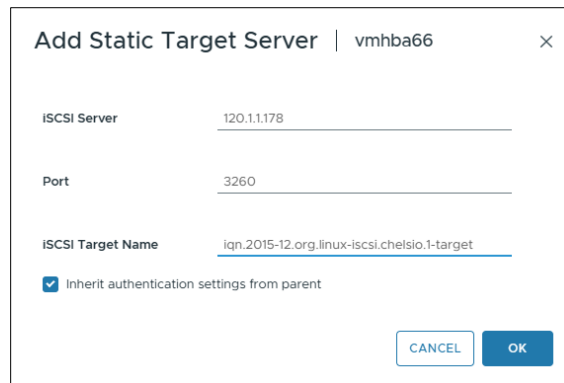 Add Static Target Server | vmhba66
iSCSI Server 120.1.1.178
Port 3260
iSCSI Target Name iqn.2015-12.org.linux-iscsi.chelsio.1-target
Inherit authentication settings from parent
CANCEL OK